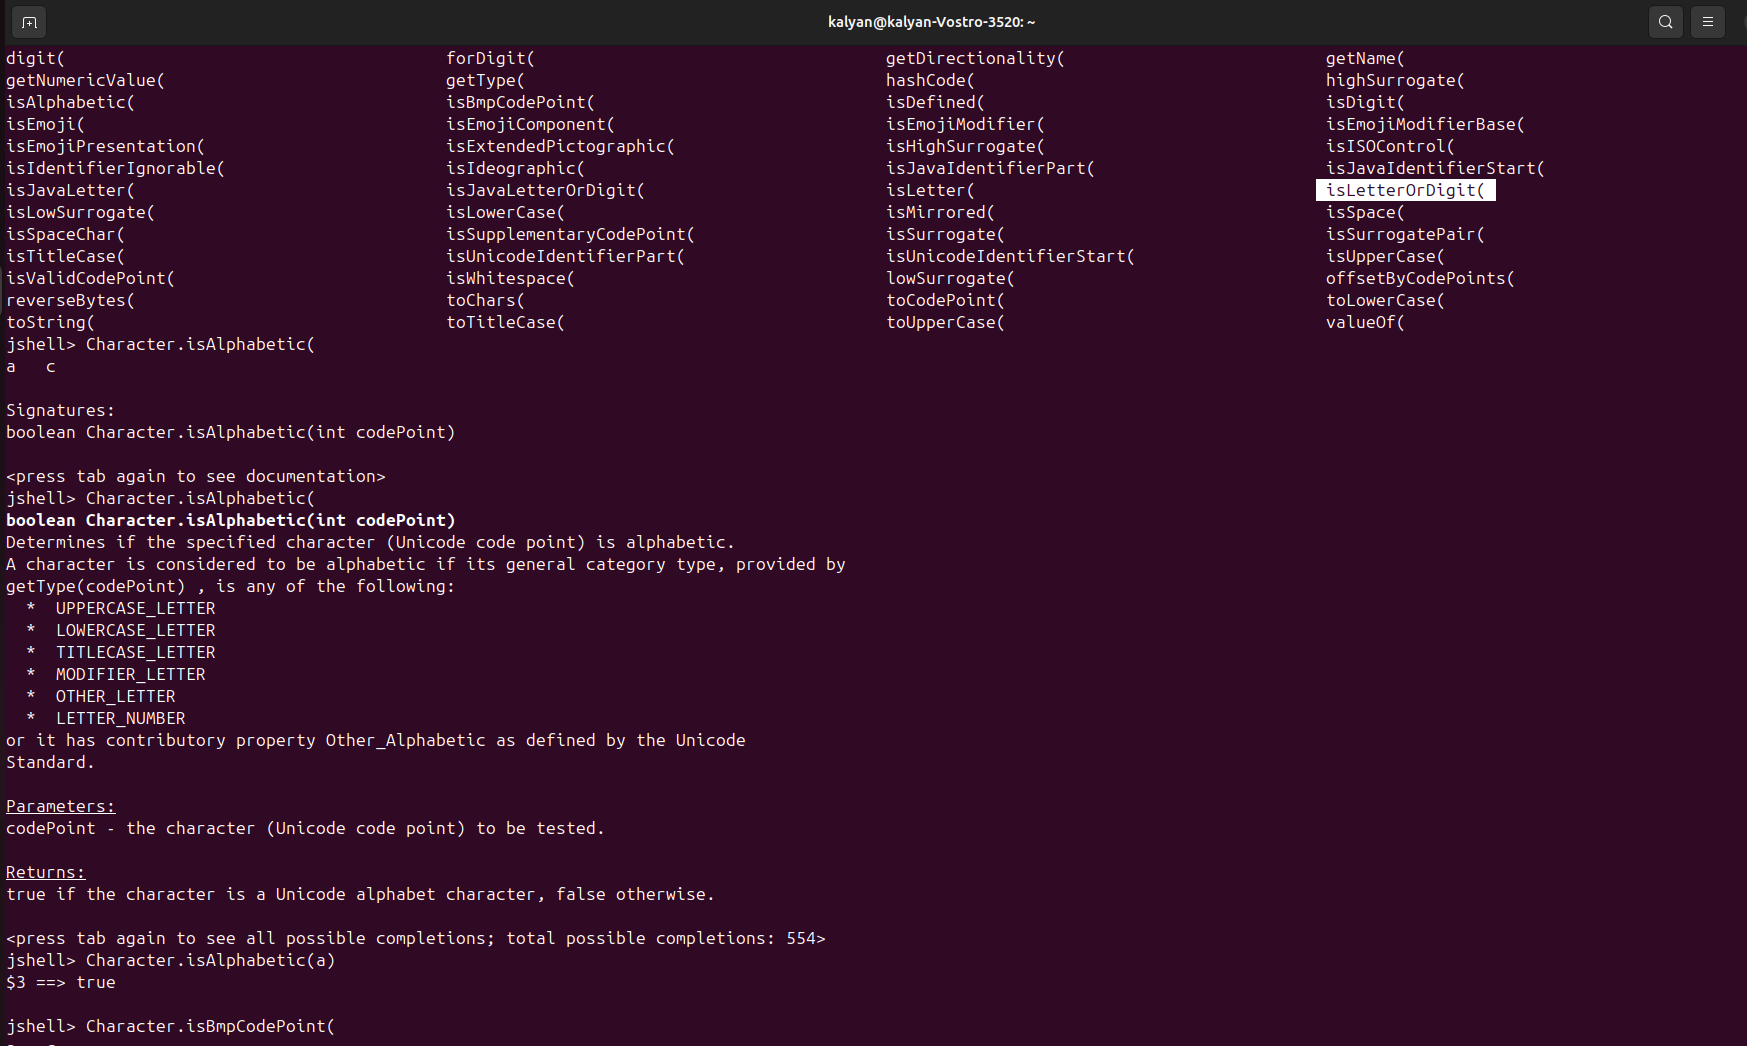 kalyan@kalyan-Vostro-3520: ~
digit( forDigit( getDirectionality( getName(
getNumericValue( getType( hashCode( highSurrogate(
isAlphabetic( isBmpCodePoint( isDefined( isDigit(
isEmoji( isEmojiComponent( isEmojiModifier( isEmojiModifierBase(
isEmojiPresentation( isExtendedPictographic( isHighSurrogate( isISOControl(
isIdentifierIgnorable( isIdeographic( isJavaIdentifierPart( isJavaIdentifierStart(
isJavaLetter( isJavaLetterOrDigit( isLetter( isLetterOrDigit(
isLowSurrogate( isLowerCase( isMirrored( isSpace(
isSpaceChar( isSupplementaryCodePoint( isSurrogate( isSurrogatePair(
isTitleCase( isUnicodeIdentifierPart( isUnicodeIdentifierStart( isUpperCase(
isValidCodePoint( isWhitespace( lowSurrogate( offsetByCodePoints(
reverseBytes( toChars( toCodePoint( toLowerCase(
toString( toTitleCase( toUpperCase( valueOf(
jshell> Character.isAlphabetic(
a   c
Signatures:
boolean Character.isAlphabetic(int codePoint)
<press tab again to see documentation>
jshell> Character.isAlphabetic(
boolean Character.isAlphabetic(int codePoint)
Determines if the specified character (Unicode code point) is alphabetic.
A character is considered to be alphabetic if its general category type, provided by
getType(codePoint) , is any of the following:
  *  UPPERCASE_LETTER
  *  LOWERCASE_LETTER
  *  TITLECASE_LETTER
  *  MODIFIER_LETTER
  *  OTHER_LETTER
  *  LETTER_NUMBER
or it has contributory property Other_Alphabetic as defined by the Unicode
Standard.
Parameters:
codePoint - the character (Unicode code point) to be tested.
Returns:
true if the character is a Unicode alphabet character, false otherwise.
<press tab again to see all possible completions; total possible completions: 554>
jshell> Character.isAlphabetic(a)
$3 ==> true
jshell> Character.isBmpCodePoint(